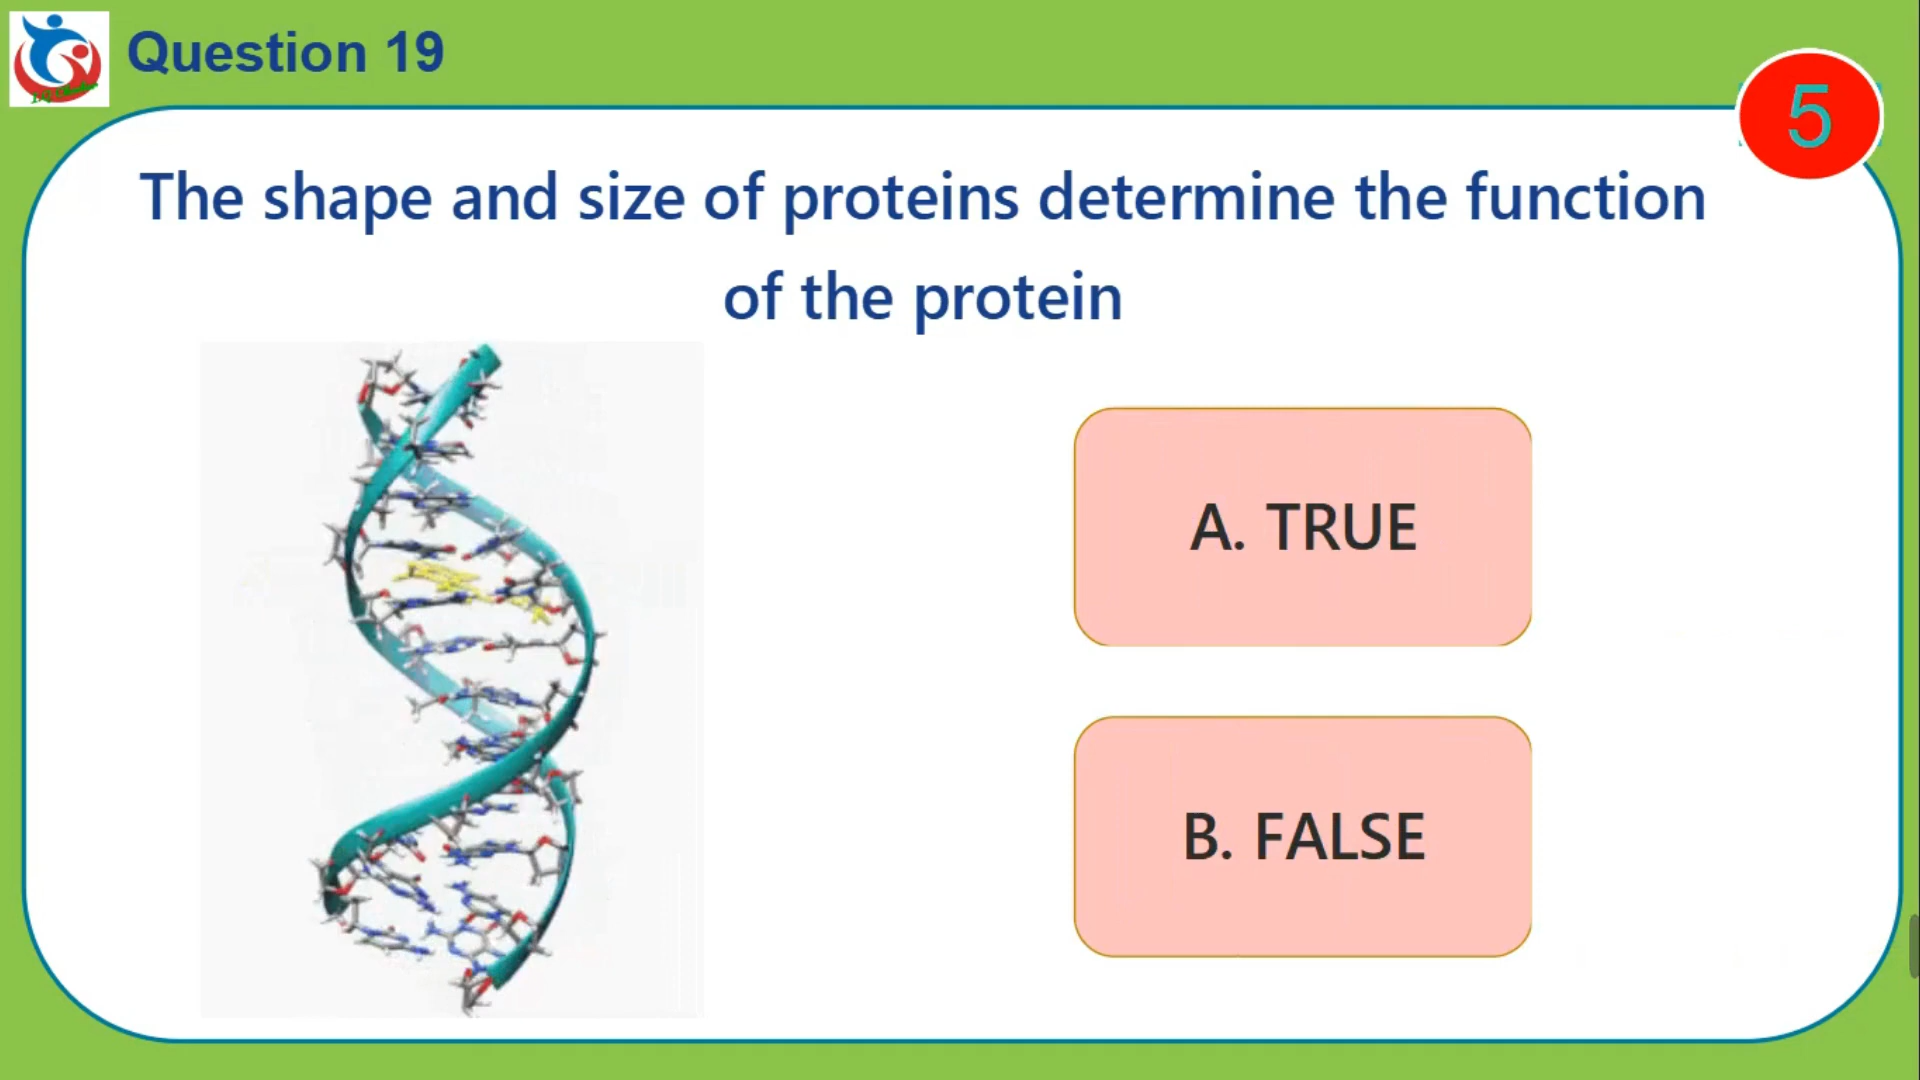 Question 19
5
The shape and size of proteins determine the function
of the protein
A. TRUE
B. FALSE